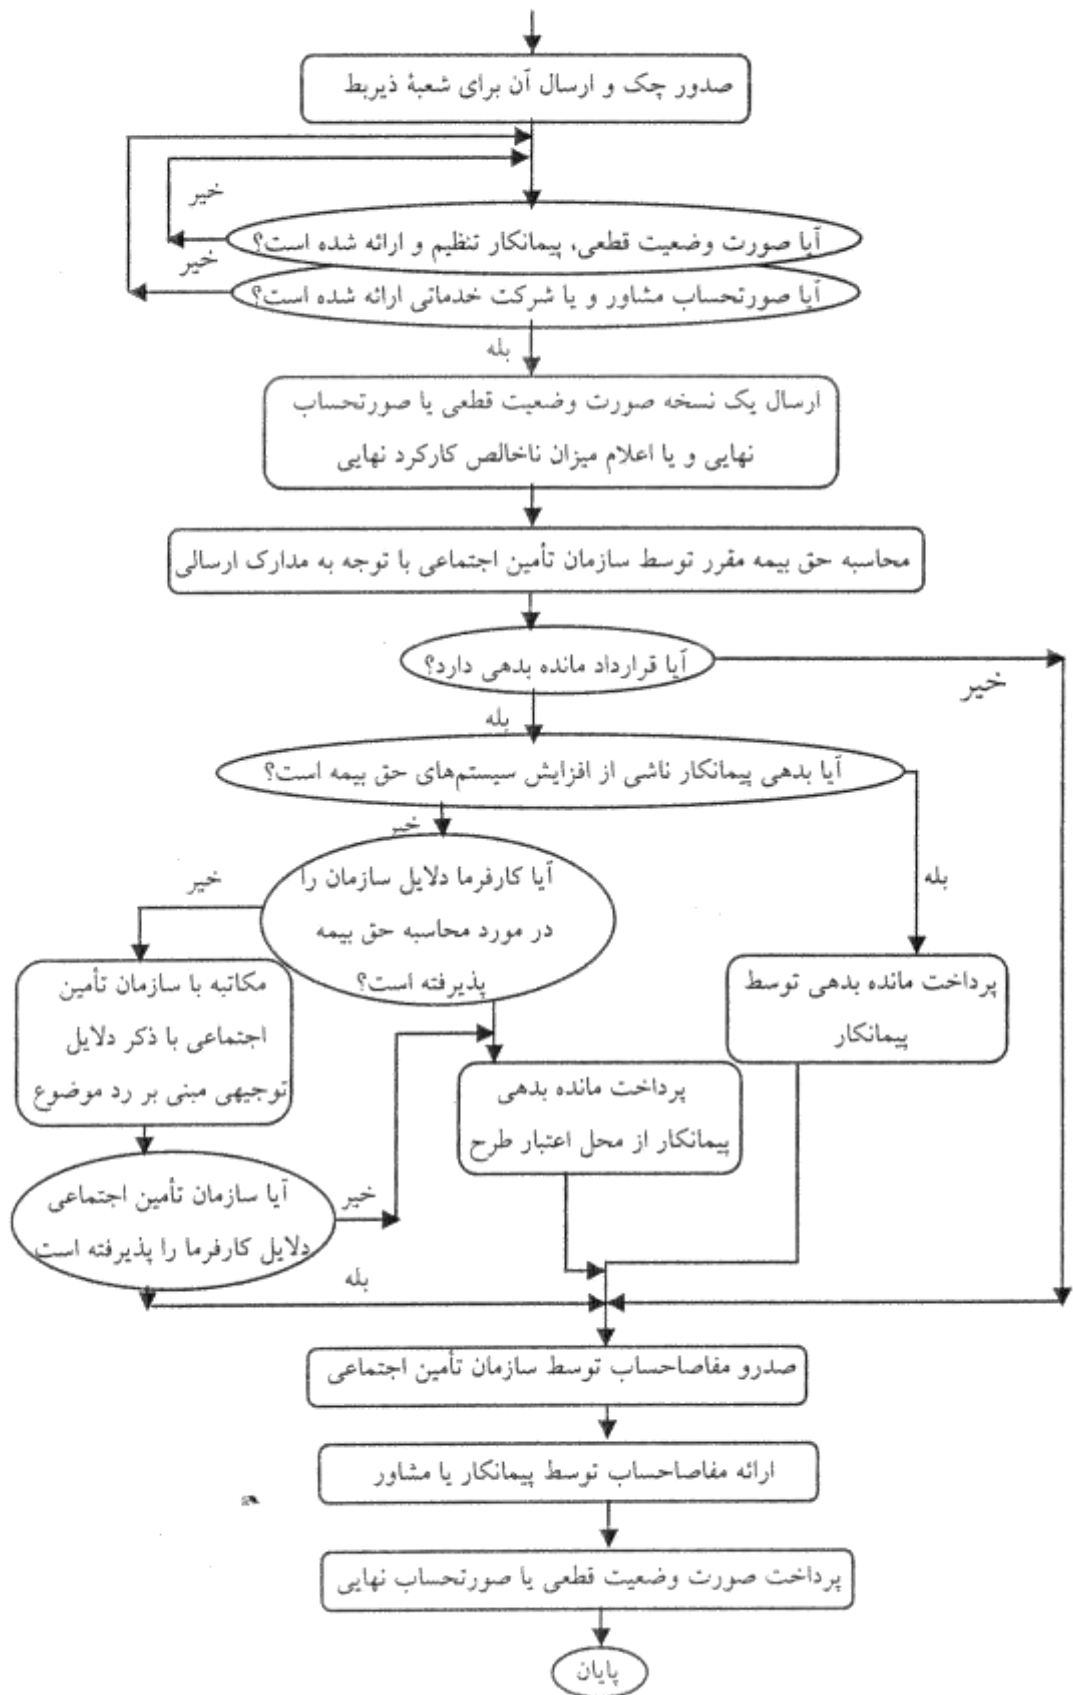 صدور چک و ارسال آن برای شعبهٔ ذیربط
خیر
آیا صورت وضعیت قطعی، پیمانکار تنظیم و ارائه شده است؟
خیر
آیا صورتحساب مشاور و یا شرکت خدماتی ارائه شده است؟
بله
ارسال یک نسخه صورت وضعیت قطعی یا صورتحساب
نهایی و یا اعلام میزان ناخالص کارکرد نهایی
محاسبه حق بیمه مقرر توسط سازمان تأمین اجتماعی با توجه به مدارک ارسالی
آیا قرارداد مانده بدهی دارد؟
خیر
بله
آیا بدهی پیمانکار ناشی از افزایش سیستم‌های حق بیمه است؟
خیر
بله
آیا کارفرما دلایل سازمان را
در مورد محاسبه حق بیمه
پذیرفته است؟
خیر
مکاتبه با سازمان تأمین
اجتماعی با ذکر دلایل
توجیهی مبنی بر رد موضوع
پرداخت مانده بدهی توسط
پیمانکار
پرداخت مانده بدهی
پیمانکار از محل اعتبار طرح
آیا سازمان تأمین اجتماعی
دلایل کارفرما را پذیرفته است
خیر
بله
صدرو مفاصاحساب توسط سازمان تأمین اجتماعی
ارائه مفاصاحساب توسط پیمانکار یا مشاور
پرداخت صورت وضعیت قطعی یا صورتحساب نهایی
پایان